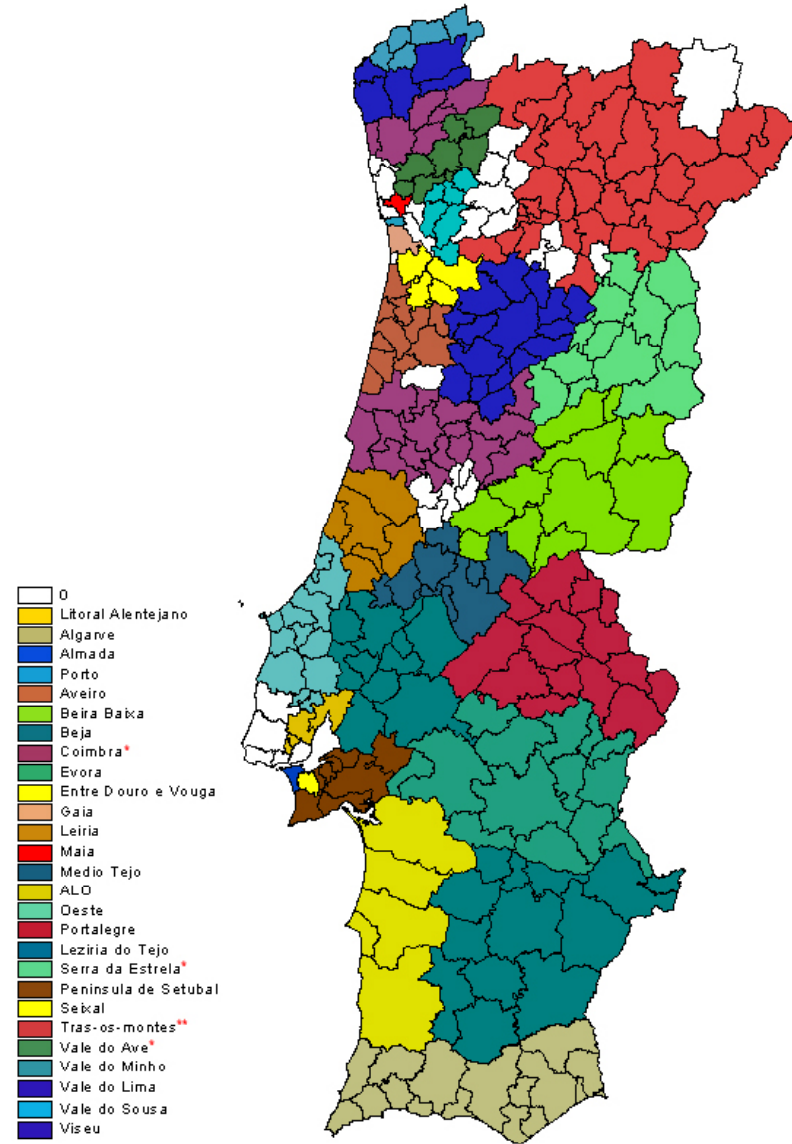 0
Litoral Alentejano
Algarve
Almada
Porto
Aveiro
Beira Baixa
Beja
Coimbra*
Evora
Entre Douro e Vouga
Gaia
Leiria
Maia
Medio Tejo
ALO
Oeste
Portalegre
Leziria do Tejo
Serra da Estrela*
Peninsula de Setubal
Seixal
Tras-os-montes**
Vale do Ave*
Vale do Minho
Vale do Lima
Vale do Sousa
Viseu